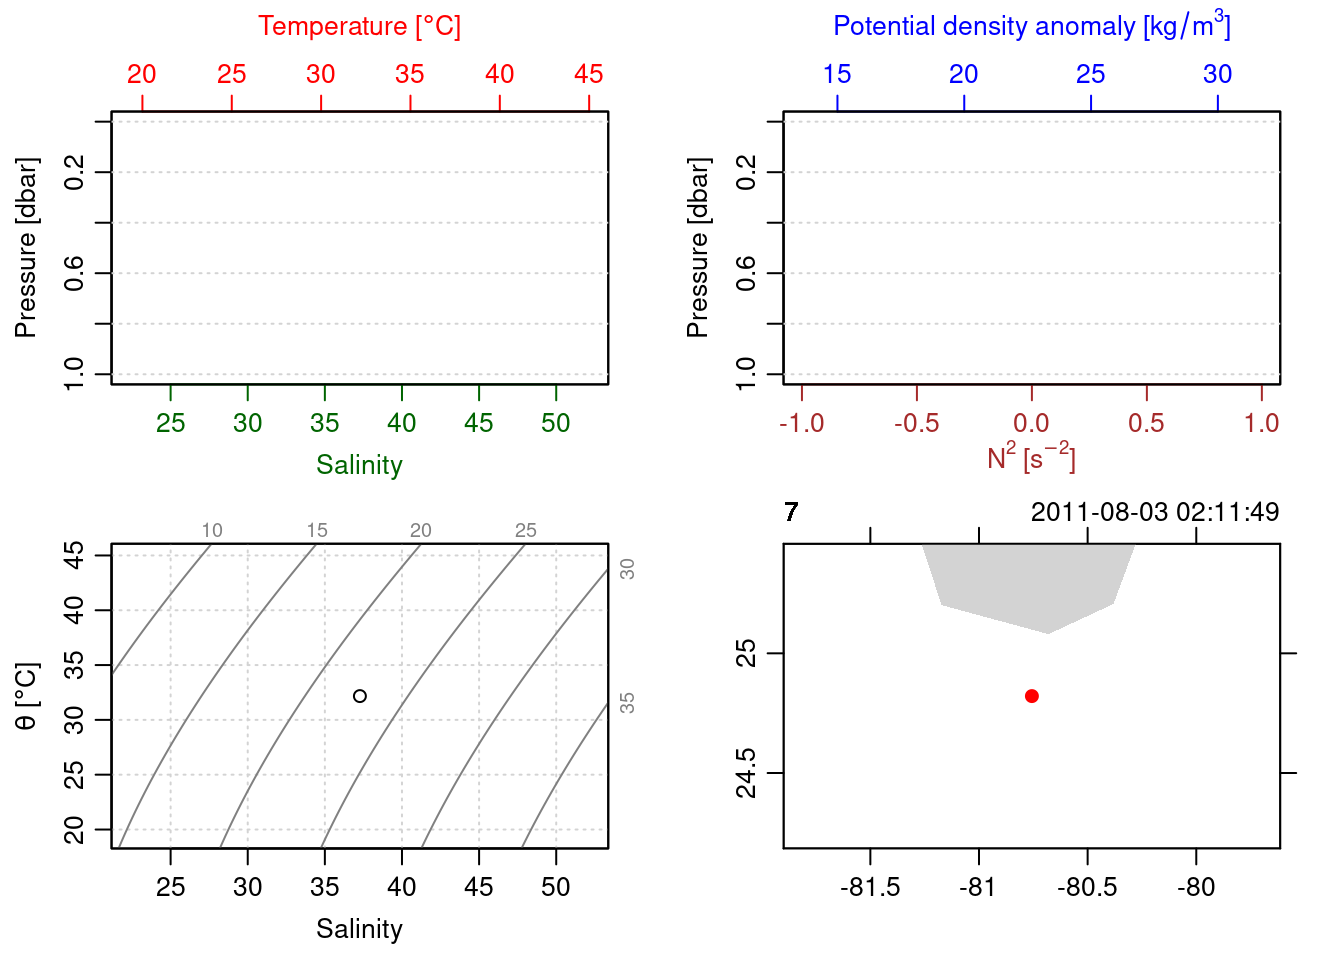 Temperature [°C]
20 25 30 35 40 45
Pressure [dbar]
0.2
0.6
1.0
25 30 35 40 45 50
Salinity
Potential density anomaly [kg/m³]
15 20 25 30
Pressure [dbar]
0.2
0.6
1.0
-1.0 -0.5 0.0 0.5 1.0
N² [s⁻²]
10 15 20 25
30
35
θ [°C]
45
40
35
30
25
20
25 30 35 40 45 50
Salinity
7 2011-08-03 02:11:49
25
24.5
-81.5 -81 -80.5 -80